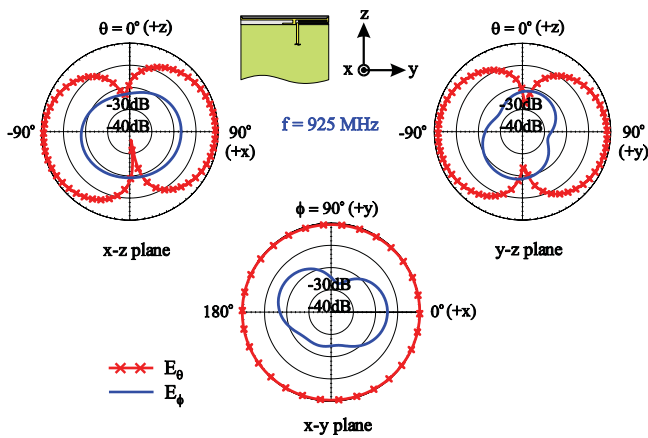 θ = 0° (+z)
-30dB
-40dB
-90°
90°
(+x)
x-z plane
z
x
y
f = 925 MHz
θ = 0° (+z)
-30dB
-40dB
-90°
90°
(+y)
y-z plane
ϕ = 90° (+y)
-30dB
-40dB
180°
0° (+x)
x-y plane
Eθ
Eϕ